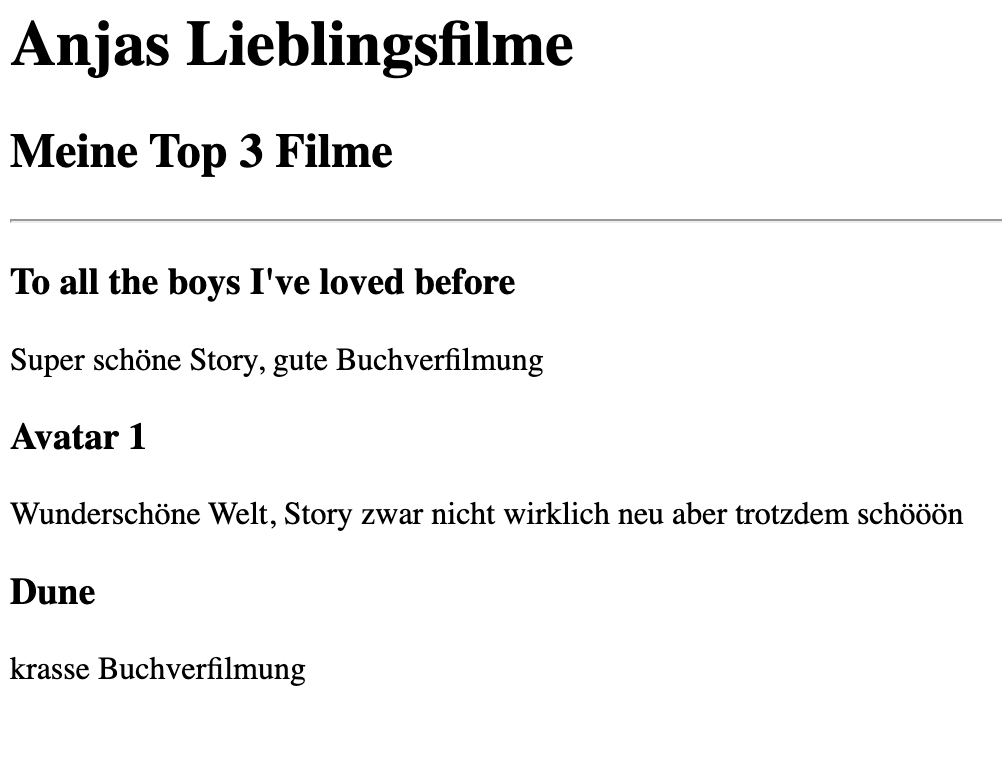 Anjas Lieblingsfilme
Meine Top 3 Filme
To all the boys I've loved before
Super schöne Story, gute Buchverfilmung
Avatar 1
Wunderschöne Welt, Story zwar nicht wirklich neu aber trotzdem schööön
Dune
krasse Buchverfilmung